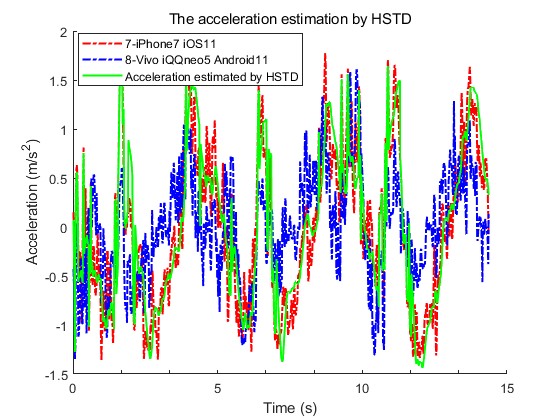 The acceleration estimation by HSTD
2
7-iPhone7 iOS11
8-Vivo iQQneo5 Android11
Acceleration estimated by HSTD
1.5
1
0.5
0
-0.5
-1
-1.5
Acceleration (m/s²)
0
5
10
15
Time (s)